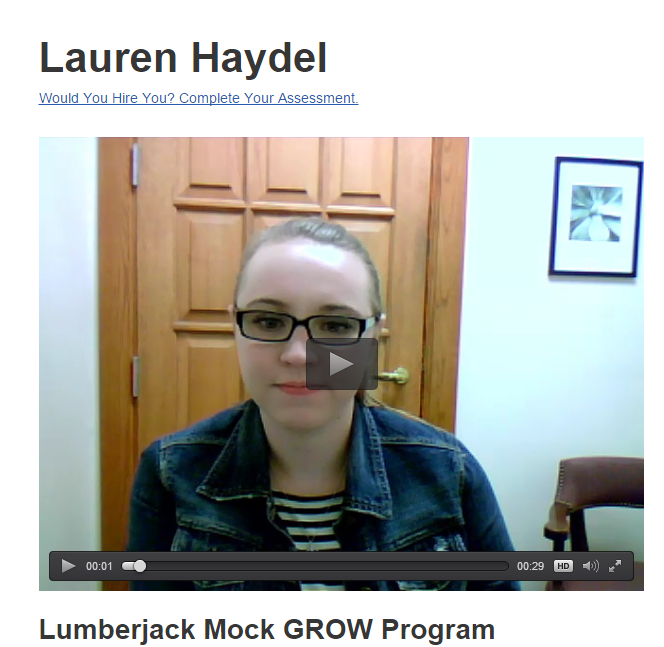 Lauren Haydel
Would You Hire You? Complete Your Assessment.
00:01 00:29 HD
Lumberjack Mock GROW Program